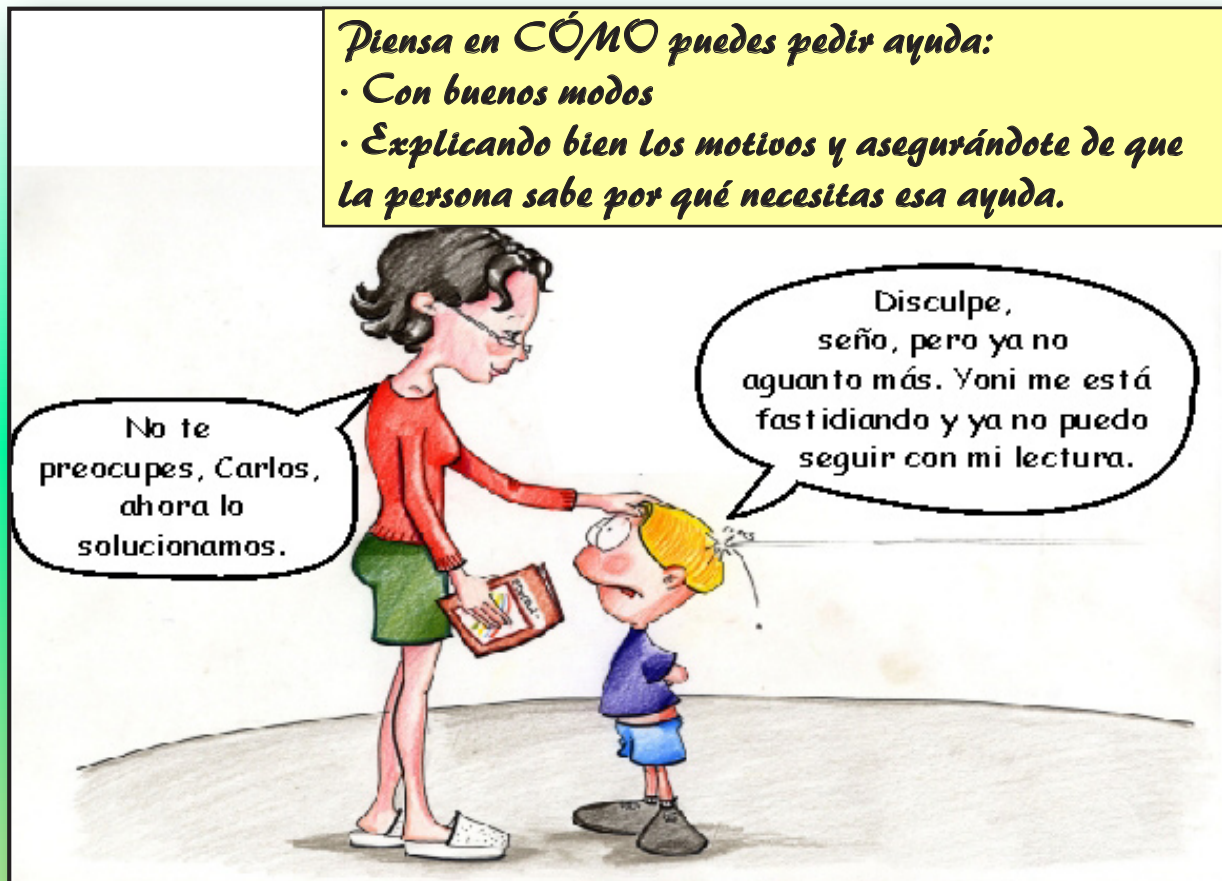 Piensa en CÓMO puedes pedir ayuda:
· Con buenos modos
· Explicando bien los motivos y asegurándote de que
la persona sabe por qué necesitas esa ayuda.
Disculpe,
seño, pero ya no
aguanto más. Yoni me está
fastidiando y ya no puedo
seguir con mi lectura.
No te
preocupes, Carlos,
ahora lo
solucionamos.